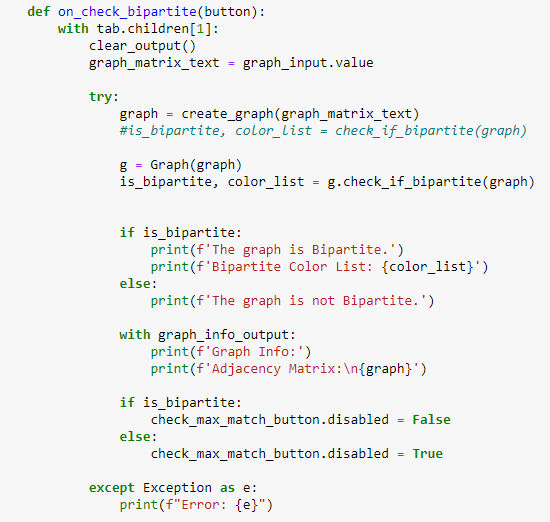 def on_check_bipartite(button):
    with tab.children[1]:
        clear_output()
        graph_matrix_text = graph_input.value

        try:
            graph = create_graph(graph_matrix_text)
            #is_bipartite, color_list = check_if_bipartite(graph)

            g = Graph(graph)
            is_bipartite, color_list = g.check_if_bipartite(graph)


            if is_bipartite:
                print(f'The graph is Bipartite.')
                print(f'Bipartite Color List: {color_list}')
            else:
                print(f'The graph is not Bipartite.')

            with graph_info_output:
                print(f'Graph Info:')
                print(f'Adjacency Matrix:\n{graph}')

            if is_bipartite:
                check_max_match_button.disabled = False
            else:
                check_max_match_button.disabled = True

        except Exception as e:
            print(f"Error: {e}")